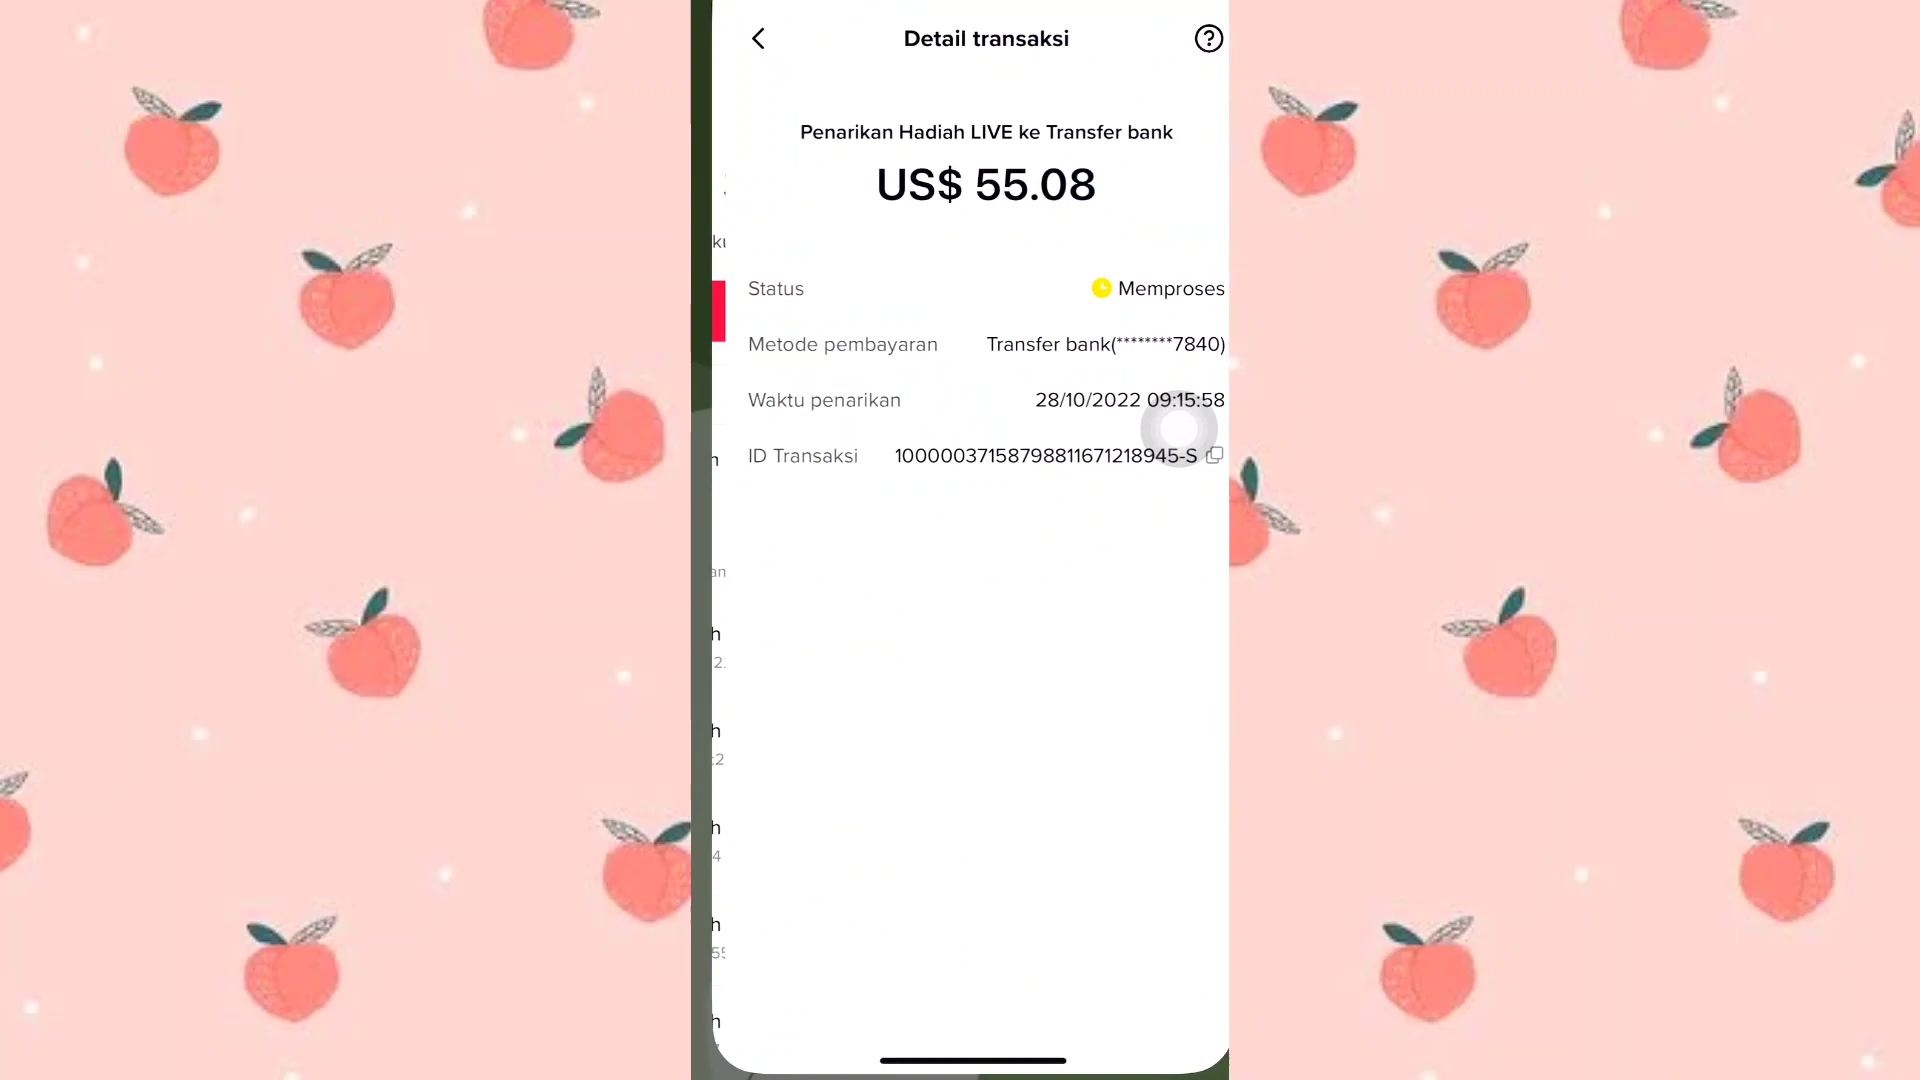 Detail transaksi
Penarikan Hadiah LIVE ke Transfer bank
US$ 55.08
Status Memproses
Metode pembayaran Transfer bank(********7840)
Waktu penarikan 28/10/2022 09:15:58
ID Transaksi 10000037158798811671218945-S